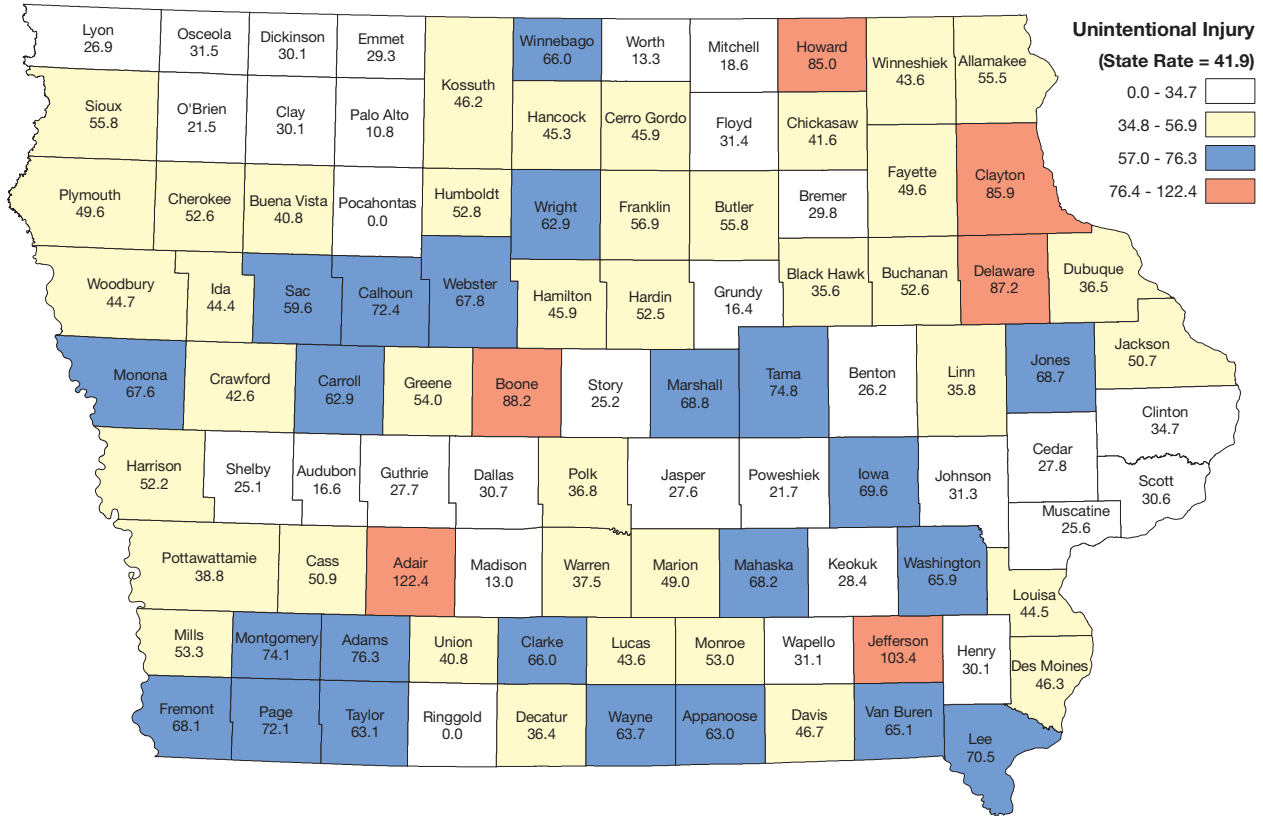 Unintentional Injury
(State Rate = 41.9)
0.0 - 34.7
34.8 - 56.9
57.0 - 76.3
76.4 - 122.4
Lyon
26.9
Osceola
31.5
Dickinson
30.1
Emmet
29.3
Kossuth
46.2
Winnebago
66.0
Worth
13.3
Mitchell
18.6
Howard
85.0
Winneshiek
43.6
Allamakee
55.5
Sioux
55.8
O'Brien
21.5
Clay
30.1
Palo Alto
10.8
Hancock
45.3
Cerro Gordo
45.9
Floyd
31.4
Chickasaw
41.6
Fayette
49.6
Clayton
85.9
Plymouth
49.6
Cherokee
52.6
Buena Vista
40.8
Pocahontas
0.0
Humboldt
52.8
Wright
62.9
Franklin
56.9
Butler
55.8
Bremer
29.8
Woodbury
44.7
Ida
44.4
Sac
59.6
Calhoun
72.4
Webster
67.8
Hamilton
45.9
Hardin
52.5
Grundy
16.4
Black Hawk
35.6
Buchanan
52.6
Delaware
87.2
Dubuque
36.5
Monona
67.6
Crawford
42.6
Carroll
62.9
Greene
54.0
Boone
88.2
Story
25.2
Marshall
68.8
Tama
74.8
Benton
26.2
Linn
35.8
Jones
68.7
Jackson
50.7
Clinton
34.7
Cedar
27.8
Scott
30.6
Harrison
52.2
Shelby
25.1
Audubon
16.6
Guthrie
27.7
Dallas
30.7
Polk
36.8
Jasper
27.6
Poweshiek
21.7
Iowa
69.6
Johnson
31.3
Muscatine
25.6
Pottawattamie
38.8
Cass
50.9
Adair
122.4
Madison
13.0
Warren
37.5
Marion
49.0
Mahaska
68.2
Keokuk
28.4
Washington
65.9
Louisa
44.5
Mills
53.3
Montgomery
74.1
Adams
76.3
Union
40.8
Clarke
66.0
Lucas
43.6
Monroe
53.0
Wapello
31.1
Jefferson
103.4
Henry
30.1
Des Moines
46.3
Fremont
68.1
Page
72.1
Taylor
63.1
Ringgold
0.0
Decatur
36.4
Wayne
63.7
Appanoose
63.0
Davis
46.7
Van Buren
65.1
Lee
70.5